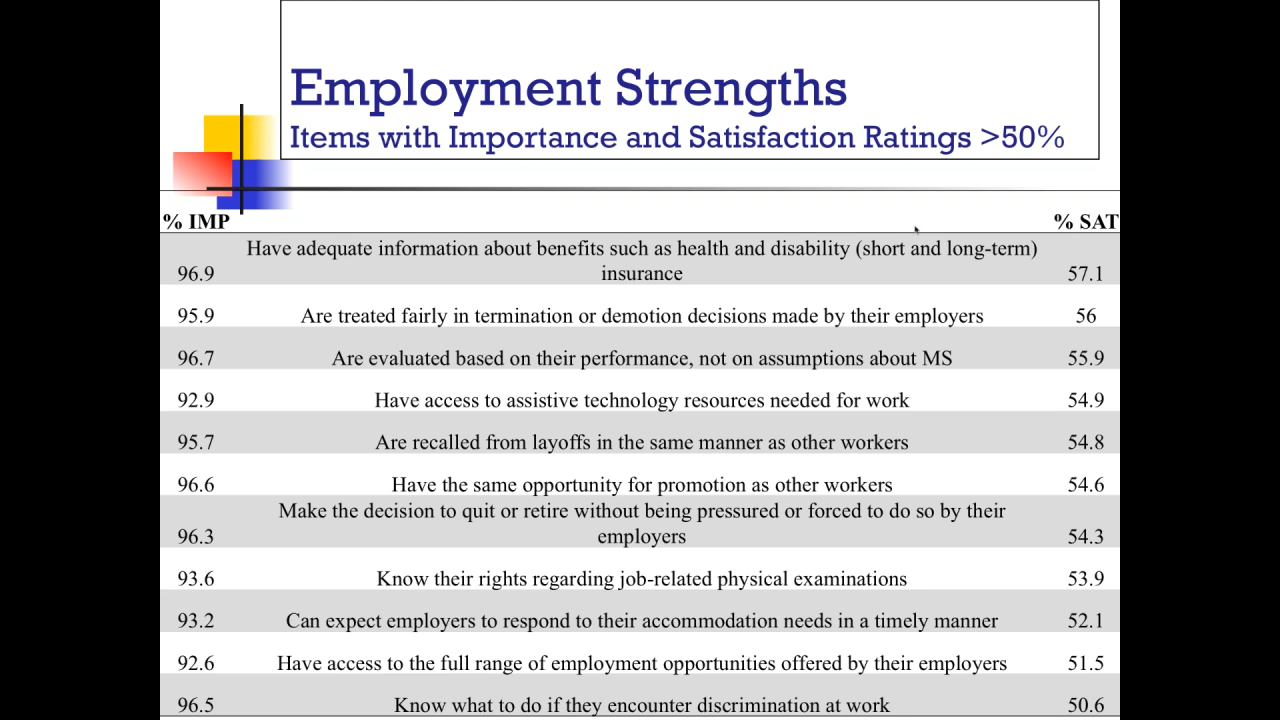 Employment Strengths
Items with Importance and Satisfaction Ratings >50%
% IMP % SAT
Have adequate information about benefits such as health and disability (short and long-term)
96.9 insurance 57.1
95.9 Are treated fairly in termination or demotion decisions made by their employers 56
96.7 Are evaluated based on their performance, not on assumptions about MS 55.9
92.9 Have access to assistive technology resources needed for work 54.9
95.7 Are recalled from layoffs in the same manner as other workers 54.8
96.6 Have the same opportunity for promotion as other workers 54.6
Make the decision to quit or retire without being pressured or forced to do so by their
96.3 employers 54.3
93.6 Know their rights regarding job-related physical examinations 53.9
93.2 Can expect employers to respond to their accommodation needs in a timely manner 52.1
92.6 Have access to the full range of employment opportunities offered by their employers 51.5
96.5 Know what to do if they encounter discrimination at work 50.6